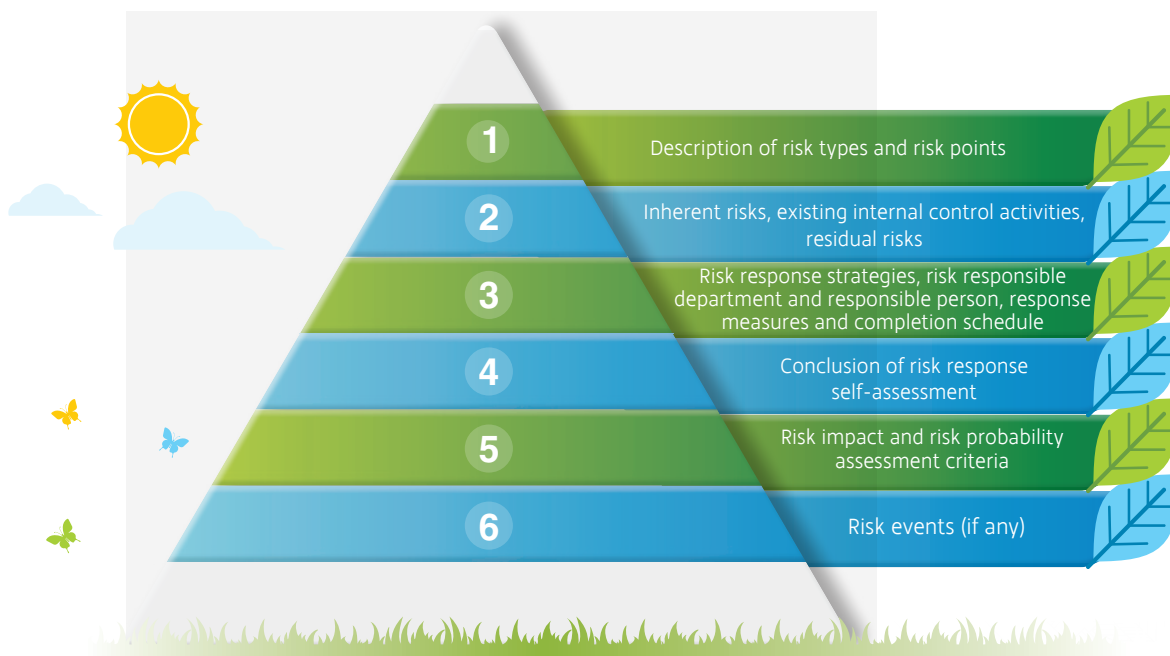 1
Description of risk types and risk points
2
Inherent risks, existing internal control activities,
residual risks
3
Risk response strategies, risk responsible
department and responsible person, response
measures and completion schedule
4
Conclusion of risk response
self-assessment
5
Risk impact and risk probability
assessment criteria
6
Risk events (if any)